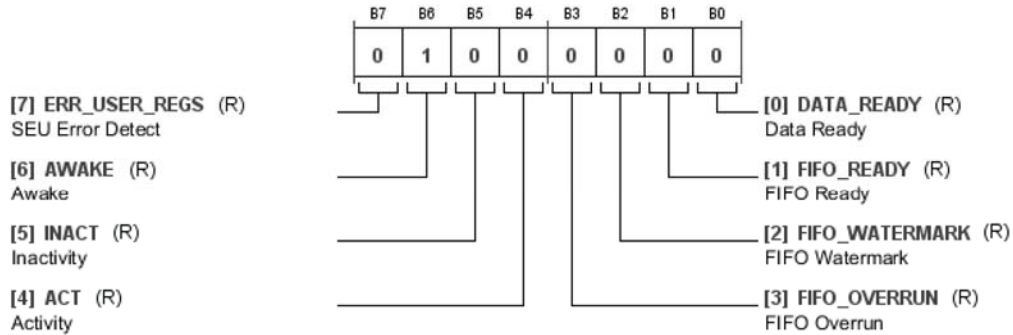 B7 B6 B5 B4 B3 B2 B1 B0
0 1 0 0 0 0 0 0
[7] ERR_USER_REGS (R)
SEU Error Detect
[6] AWAKE (R)
Awake
[5] INACT (R)
Inactivity
[4] ACT (R)
Activity
[0] DATA_READY (R)
Data Ready
[1] FIFO_READY (R)
FIFO Ready
[2] FIFO_WATERMARK (R)
FIFO Watermark
[3] FIFO_OVERRUN (R)
FIFO Overrun